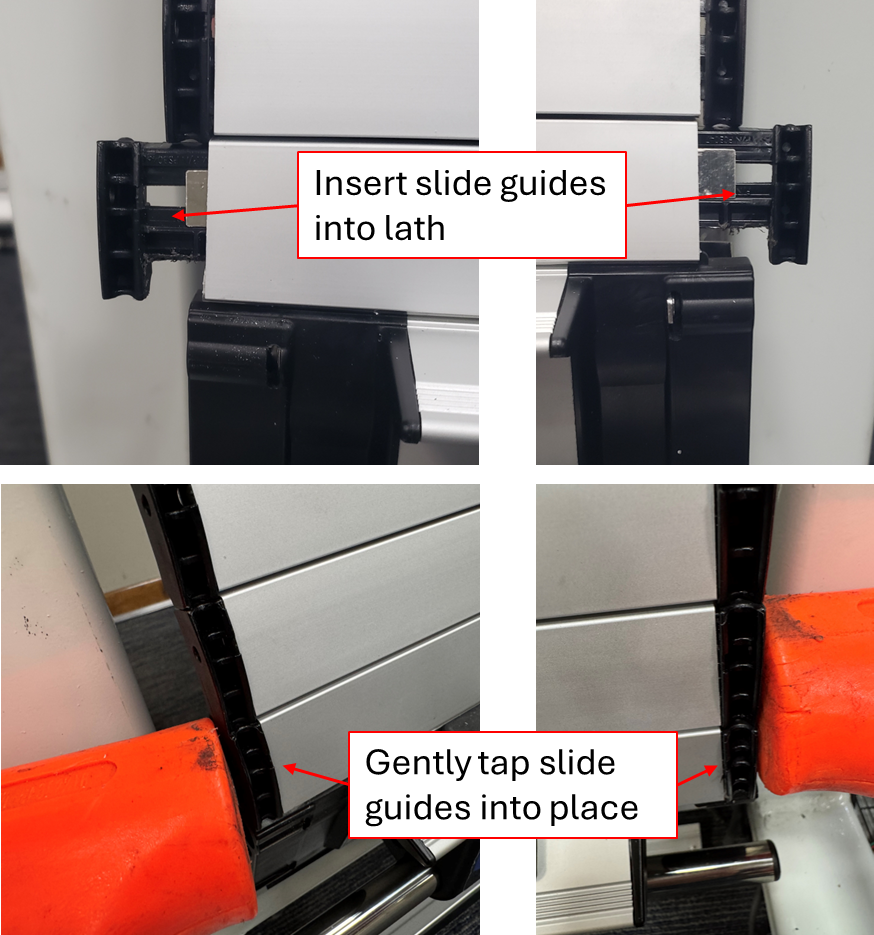 Insert slide guides
into lath
Gently tap slide
guides into place